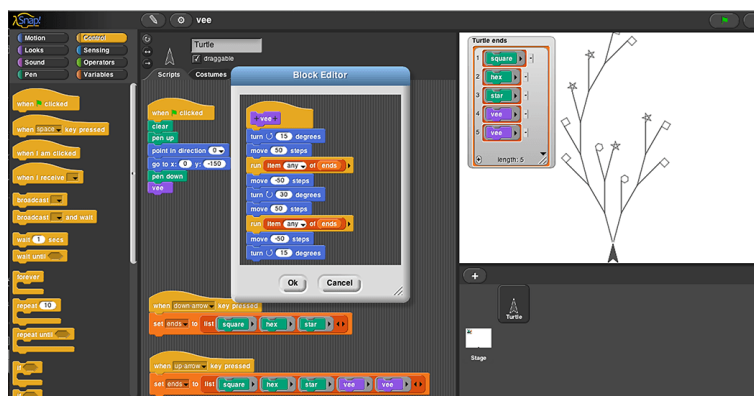 Snap!
vee
Motion
Control
Looks
Sensing
Sound
Operators
Pen
Variables
when clicked
when space key pressed
when I am clicked
when I receive
broadcast
broadcast and wait
wait 1 secs
wait until
forever
repeat 10
repeat until
if
Turtle
draggable
Scripts
Costumes
when clicked
clear
pen up
point in direction 0
go to x: 0 y: -150
pen down
vee
when down arrow key pressed
set ends to list square hex star
when up arrow key pressed
set ends to list square hex star vee vee
Block Editor
+ vee +
turn 15 degrees
move 50 steps
run item any of ends
move -50 steps
turn 30 degrees
move 50 steps
run item any of ends
move -50 steps
turn 15 degrees
Ok
Cancel
Turtle ends
1 square
2 hex
3 star
4 vee
5 vee
+ length: 5
+
Turtle
Stage